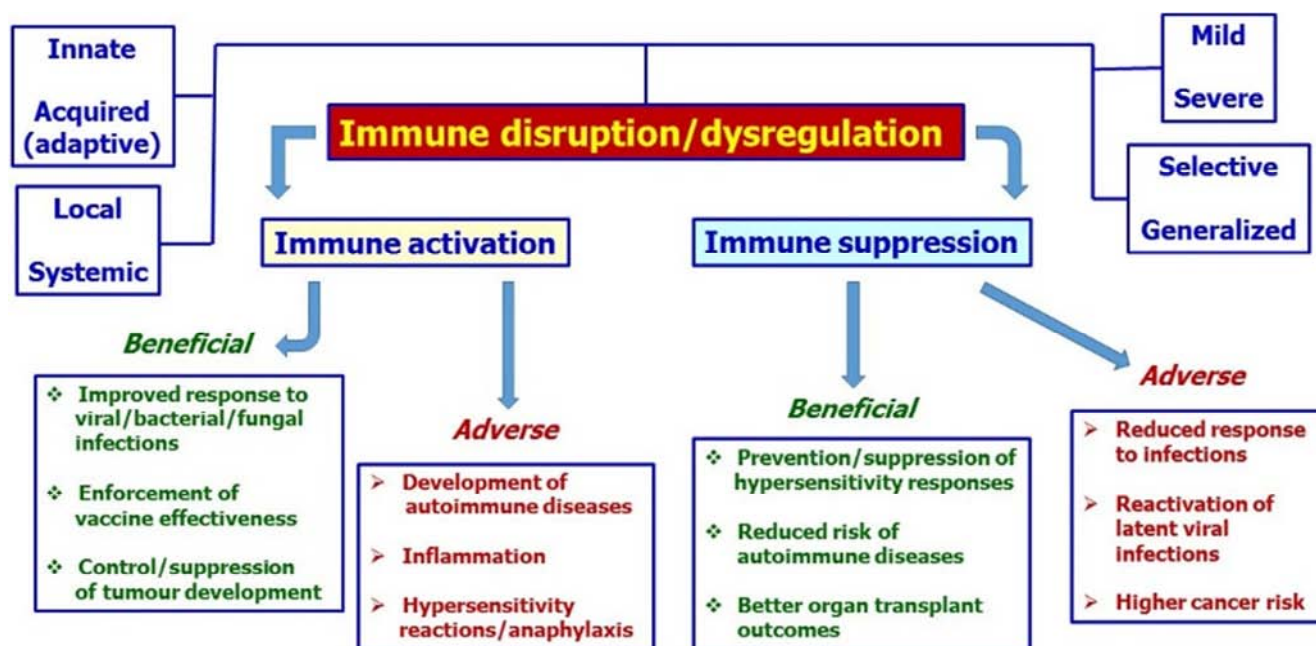 Innate
Acquired
(adaptive)
Local
Systemic
Mild
Severe
Selective
Generalized
Immune disruption/dysregulation
Immune activation
Immune suppression
Beneficial
❖ Improved response to
viral/bacterial/fungal
infections
❖ Enforcement of
vaccine effectiveness
❖ Control/suppression
of tumour development
Adverse
➢ Development of
autoimmune diseases
➢ Inflammation
➢ Hypersensitivity
reactions/anaphylaxis
Beneficial
❖ Prevention/suppression of
hypersensitivity responses
❖ Reduced risk of
autoimmune diseases
❖ Better organ transplant
outcomes
Adverse
➢ Reduced response
to infections
➢ Reactivation of
latent viral
infections
➢ Higher cancer risk